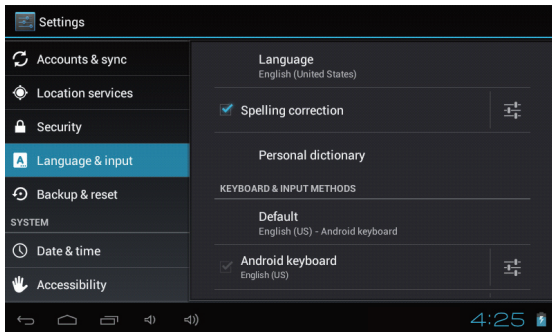 Settings
Accounts & sync
Location services
Security
Language & input
Backup & reset
SYSTEM
Date & time
Accessibility
Language
English (United States)
Spelling correction
Personal dictionary
KEYBOARD & INPUT METHODS
Default
English (US) - Android keyboard
Android keyboard
English (US)
4:25